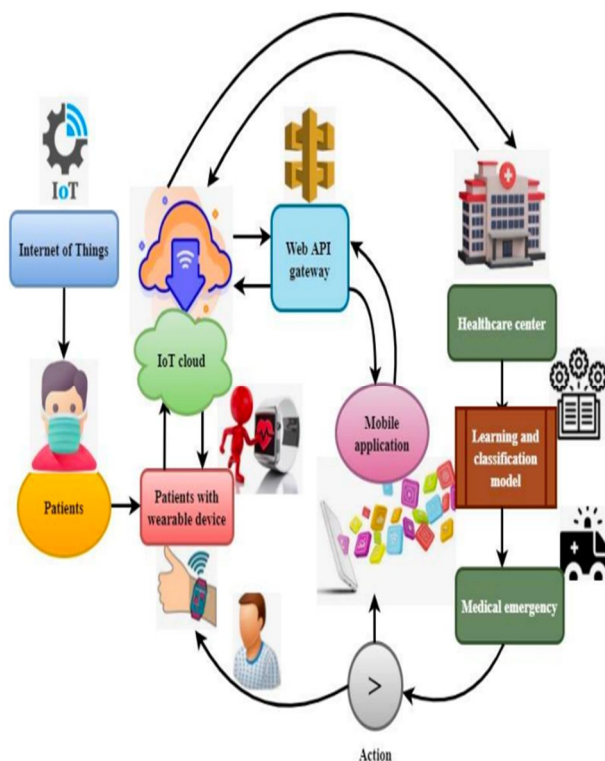 IoT
Internet of Things
Web API
gateway
Healthcare center
IoT cloud
Mobile
application
Learning and
classification
model
Patients
Patients with
wearable device
Medical emergency
>
Action